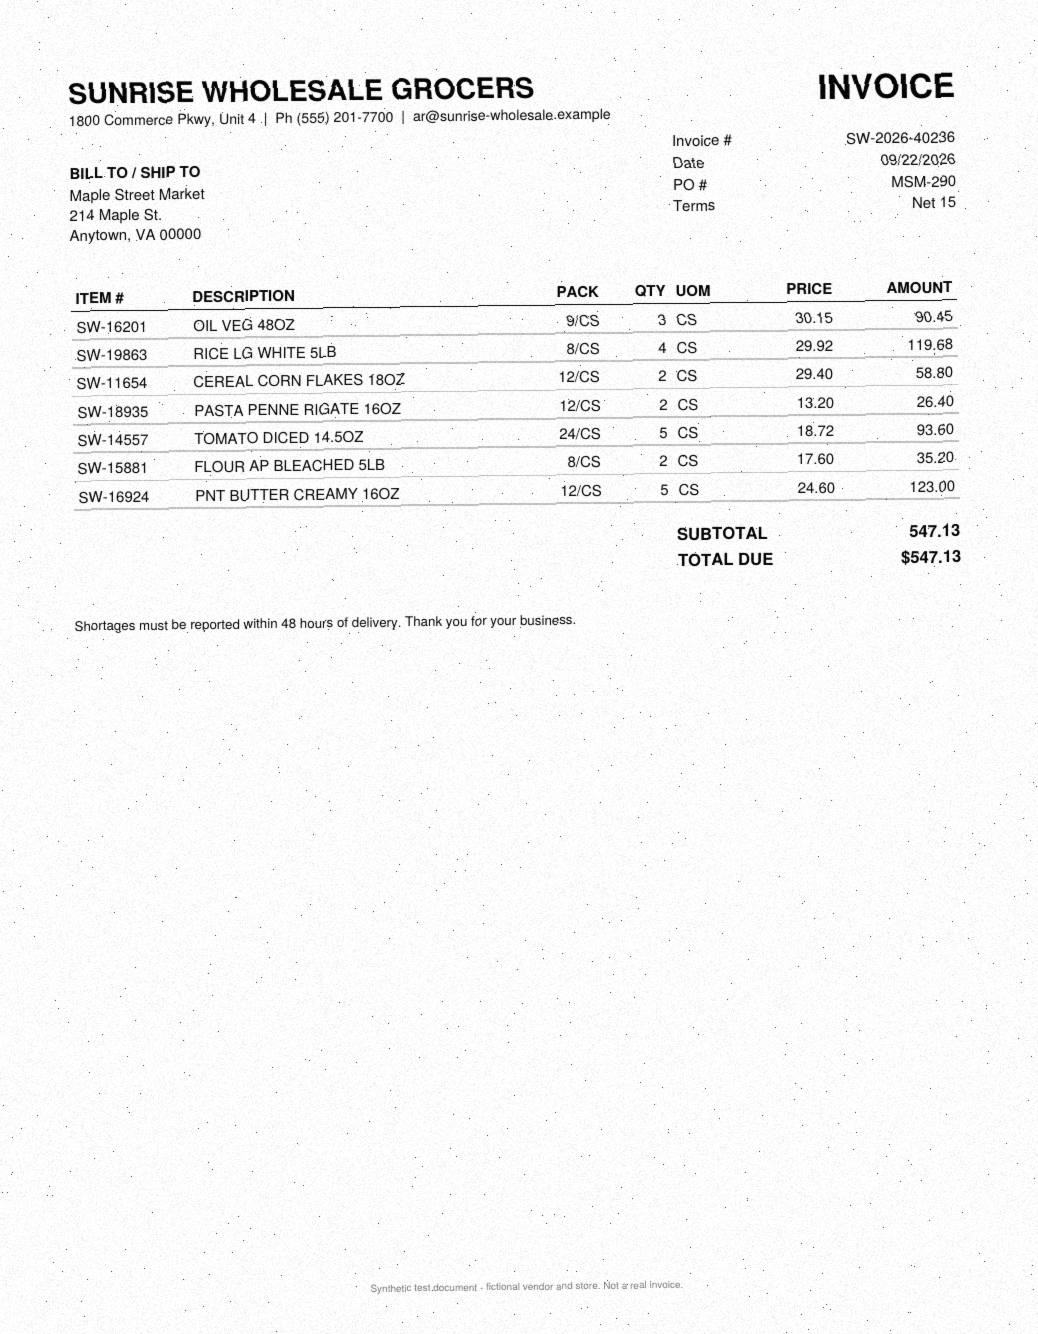 SUNRISE WHOLESALE GROCERS
INVOICE
1800 Commerce Pkwy, Unit 4 | Ph (555) 201-7700 | ar@sunrise-wholesale.example
Invoice # SW-2026-40236
Date 09/22/2026
PO # MSM-290
Terms Net 15
BILL TO / SHIP TO
Maple Street Market
214 Maple St.
Anytown, VA 00000
ITEM # DESCRIPTION PACK QTY UOM PRICE AMOUNT
SW-16201 OIL VEG 48OZ 9/CS 3 CS 30.15 90.45
SW-19863 RICE LG WHITE 5LB 8/CS 4 CS 29.92 119.68
SW-11654 CEREAL CORN FLAKES 18OZ 12/CS 2 CS 29.40 58.80
SW-18935 PASTA PENNE RIGATE 16OZ 12/CS 2 CS 13.20 26.40
SW-14557 TOMATO DICED 14.5OZ 24/CS 5 CS 18.72 93.60
SW-15881 FLOUR AP BLEACHED 5LB 8/CS 2 CS 17.60 35.20
SW-16924 PNT BUTTER CREAMY 16OZ 12/CS 5 CS 24.60 123.00
SUBTOTAL 547.13
TOTAL DUE $547.13
Shortages must be reported within 48 hours of delivery. Thank you for your business.
Synthetic test document - fictional vendor and store. Not a real invoice.